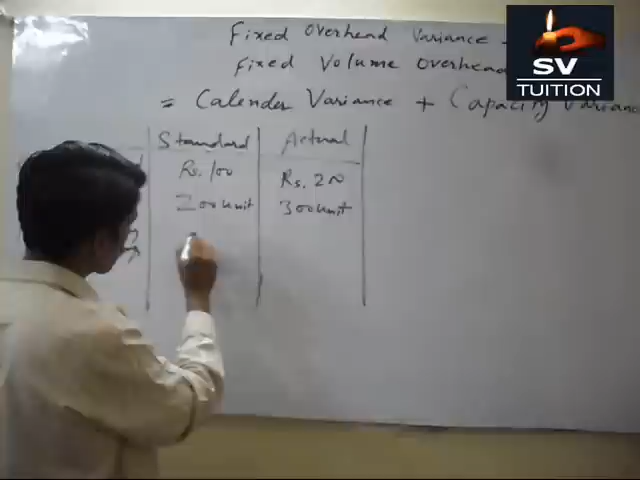 Fixed Overhead Variance
SV
TUITION
Fixed Volume Overhead
= Calender Variance + Capacity Varian
Standard Actual
Rs. 100 Rs. 200
200 unit 300 unit